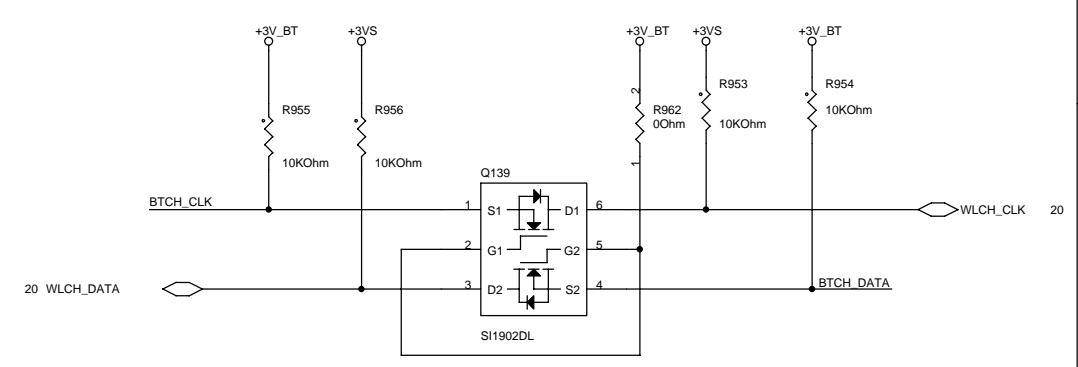 +3V_BT
+3VS
+3V_BT
+3VS
+3V_BT
R955
10KOhm
R956
10KOhm
2
R962
0Ohm
1
R953
10KOhm
R954
10KOhm
Q139
BTCH_CLK
1
S1
D1
6
WLCH_CLK
20
2
G1
G2
5
20
WLCH_DATA
3
D2
S2
4
BTCH_DATA
SI1902DL